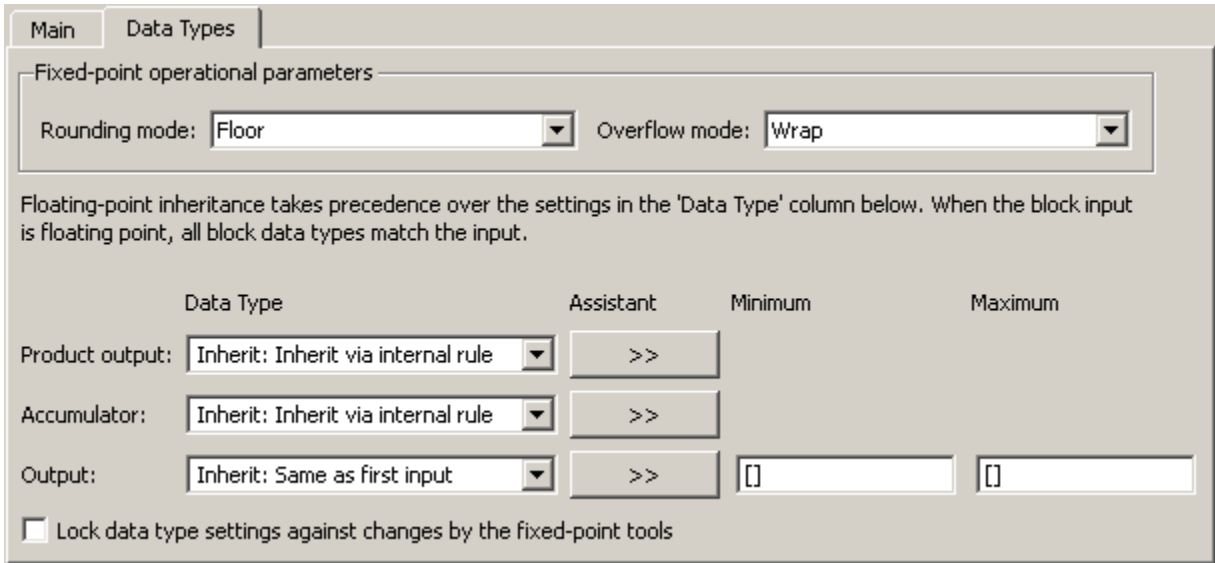 Main Data Types
Fixed-point operational parameters
Rounding mode: Floor Overflow mode: Wrap
Floating-point inheritance takes precedence over the settings in the 'Data Type' column below. When the block input
is floating point, all block data types match the input.
Data Type Assistant Minimum Maximum
Product output: Inherit: Inherit via internal rule >>
Accumulator: Inherit: Inherit via internal rule >>
Output: Inherit: Same as first input >> [] []
Lock data type settings against changes by the fixed-point tools